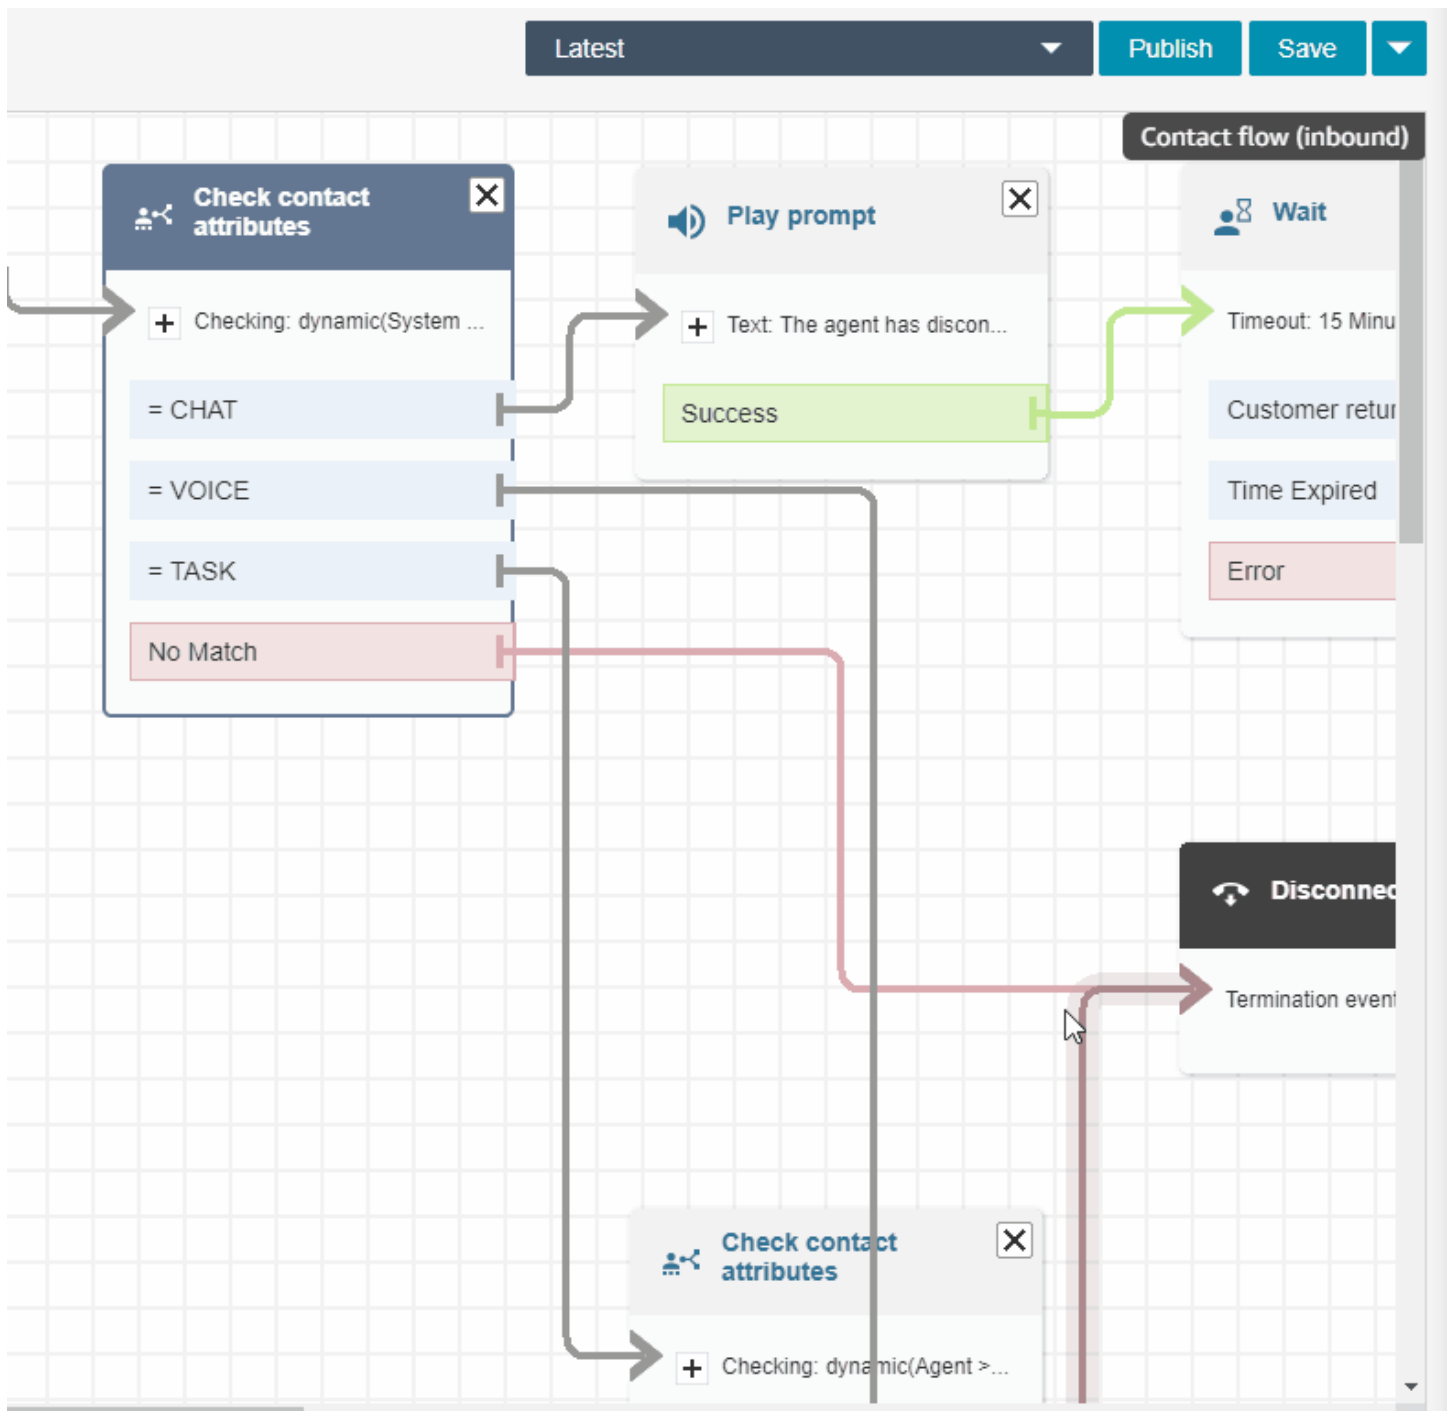 Latest
Publish
Save
Contact flow (inbound)
Check contact
attributes
Checking: dynamic(System ...
= CHAT
= VOICE
= TASK
No Match
Play prompt
Text: The agent has discon...
Success
Wait
Timeout: 15 Minu
Customer retur
Time Expired
Error
Disconnec
Termination event
Check contact
attributes
Checking: dynamic(Agent >...